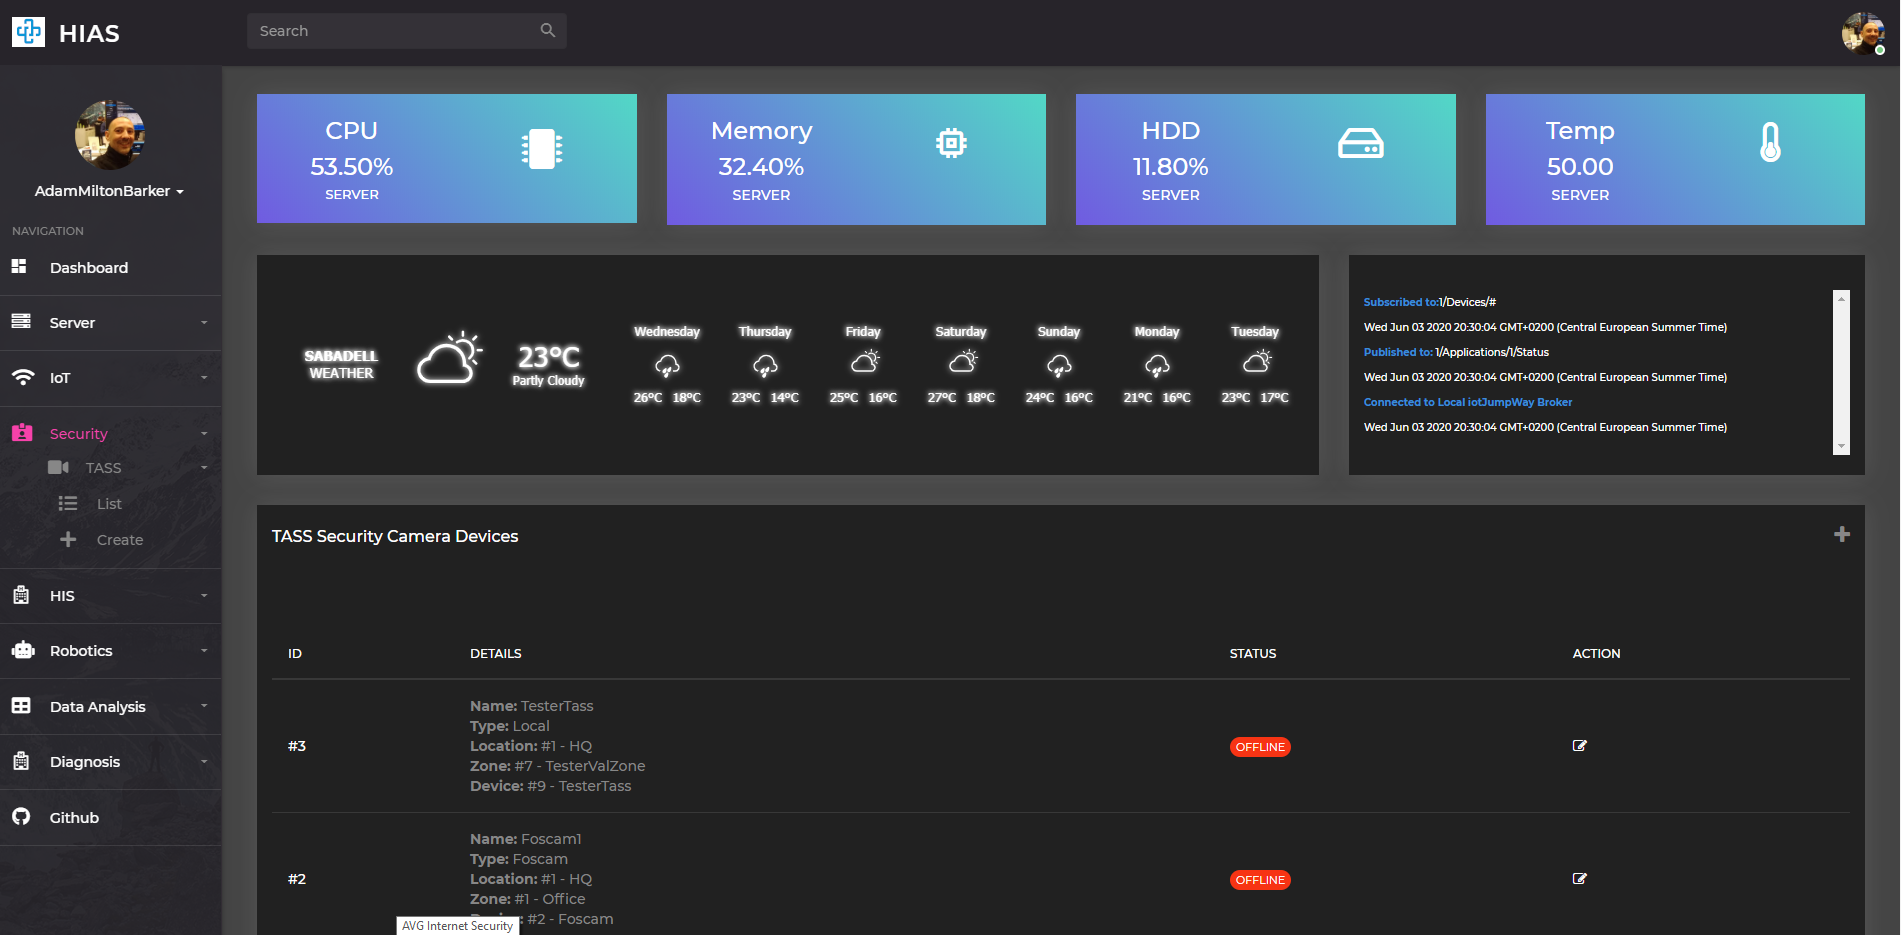 HIAS
Search
AdamMiltonBarker
NAVIGATION
Dashboard
Server
IoT
Security
TASS
List
Create
HIS
Robotics
Data Analysis
Diagnosis
Github
CPU
53.50%
SERVER
Memory
32.40%
SERVER
HDD
11.80%
SERVER
Temp
50.00
SERVER
SABADELL
WEATHER
23°C
Partly Cloudy
Wednesday Thursday Friday Saturday Sunday Monday Tuesday
26°C 18°C 23°C 14°C 25°C 16°C 27°C 18°C 24°C 16°C 21°C 16°C 23°C 17°C
Subscribed to:1/Devices/#
Wed Jun 03 2020 20:30:04 GMT+0200 (Central European Summer Time)
Published to: 1/Applications/1/Status
Wed Jun 03 2020 20:30:04 GMT+0200 (Central European Summer Time)
Connected to Local iotJumpWay Broker
Wed Jun 03 2020 20:30:04 GMT+0200 (Central European Summer Time)
TASS Security Camera Devices
ID DETAILS STATUS ACTION
#3
Name: TesterTass
Type: Local
Location: #1 - HQ
Zone: #7 - TesterValZone
Device: #9 - TesterTass
OFFLINE
#2
Name: Foscam1
Type: Foscam
Location: #1 - HQ
Zone: #1 - Office
#2 - Foscam
OFFLINE
AVG Internet Security